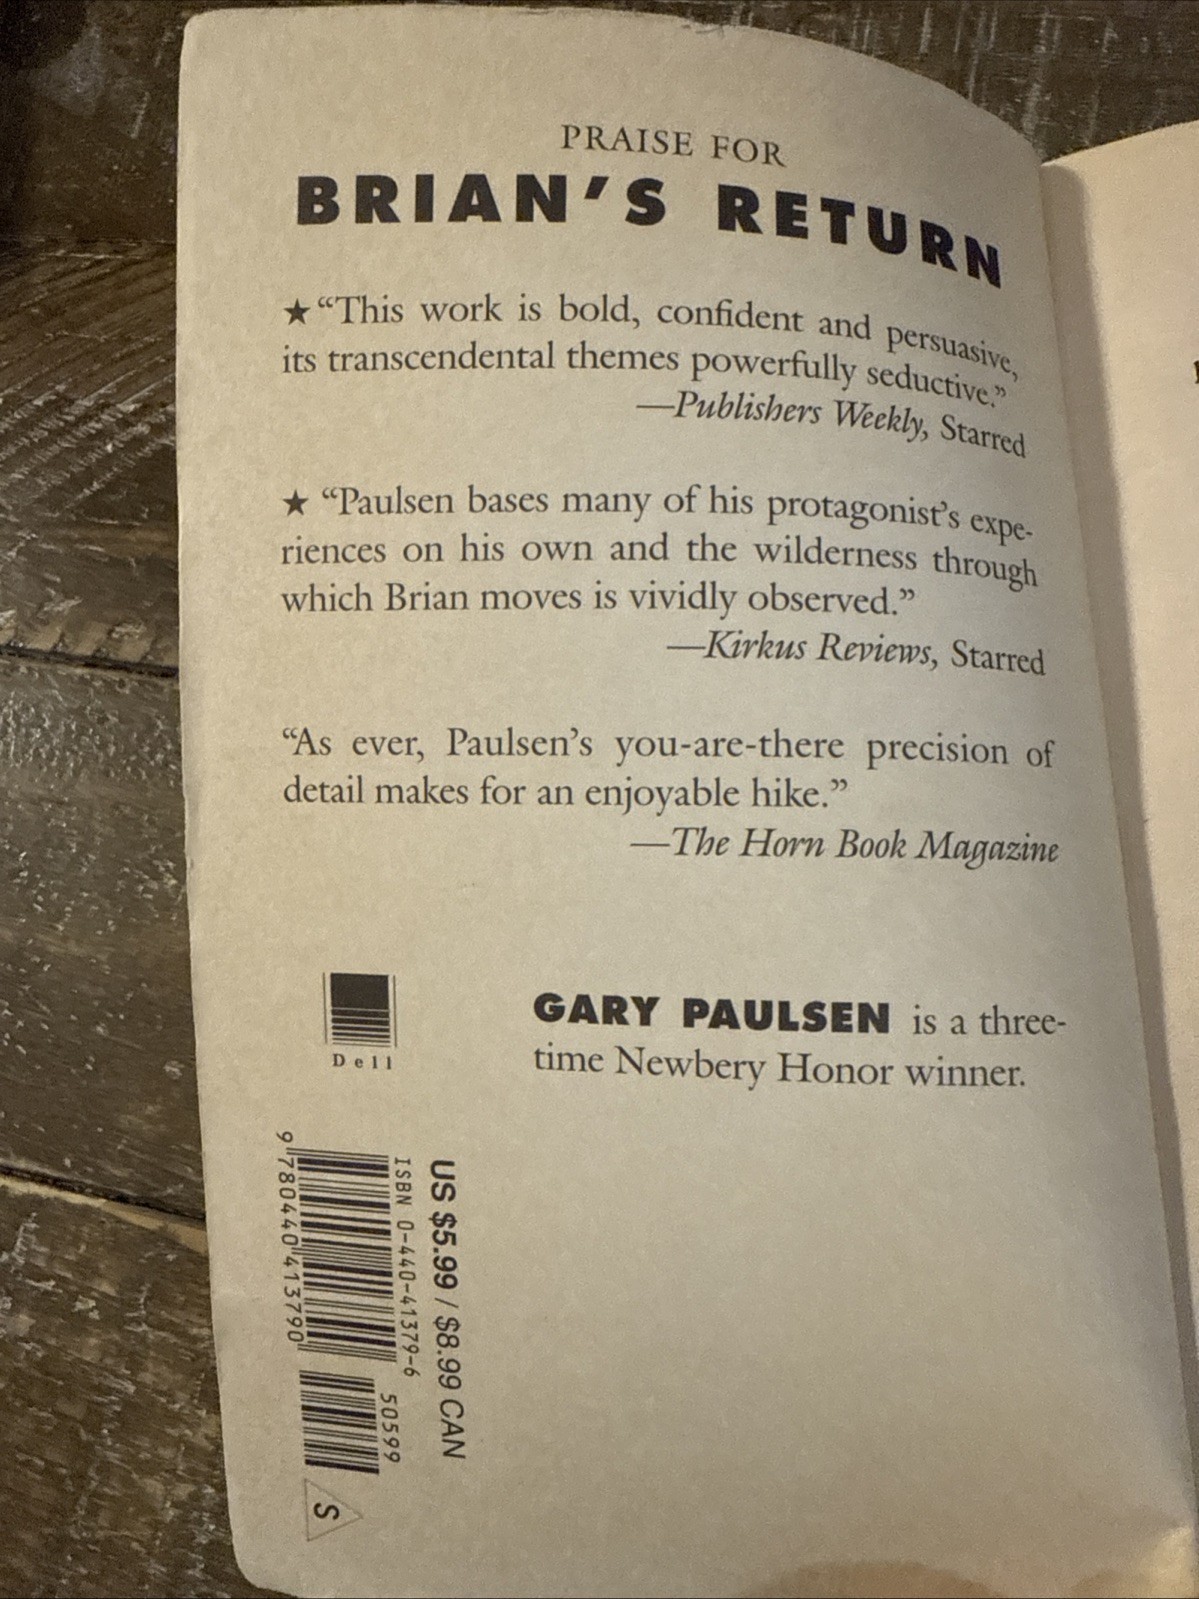 PRAISE FOR
BRIAN'S RETURN
★ “This work is bold, confident and persuasive,
its transcendental themes powerfully seductive.”
—Publishers Weekly, Starred
★ “Paulsen bases many of his protagonist’s expe-
riences on his own and the wilderness through
which Brian moves is vividly observed.”
—Kirkus Reviews, Starred
“As ever, Paulsen’s you-are-there precision of
detail makes for an enjoyable hike.”
—The Horn Book Magazine
Dell
GARY PAULSEN is a three-
time Newbery Honor winner.
US $5.99 / $8.99 CAN
ISBN 0-440-41379-6
50599
9 780440 413790
S